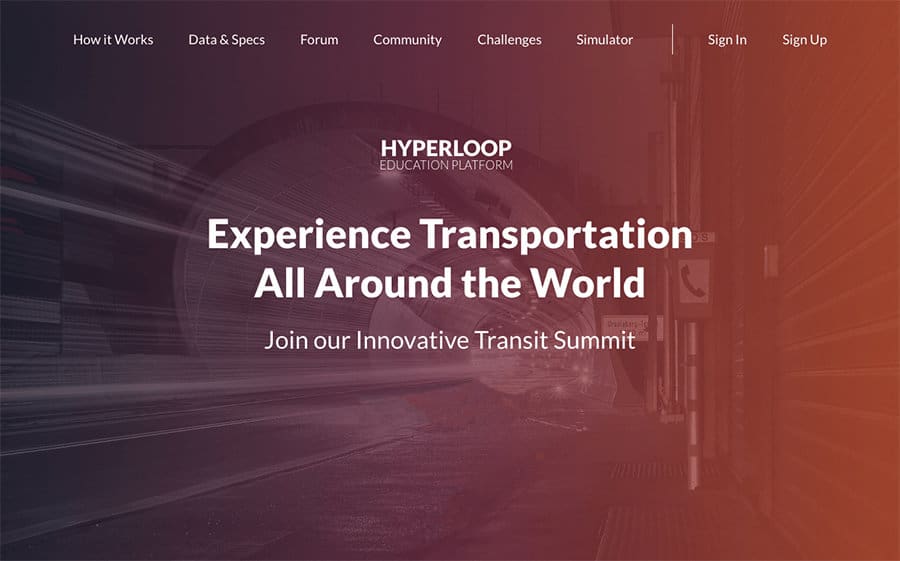 How it Works Data & Specs Forum Community Challenges Simulator Sign In Sign Up
HYPERLOOP
EDUCATION PLATFORM
Experience Transportation
All Around the World
Join our Innovative Transit Summit